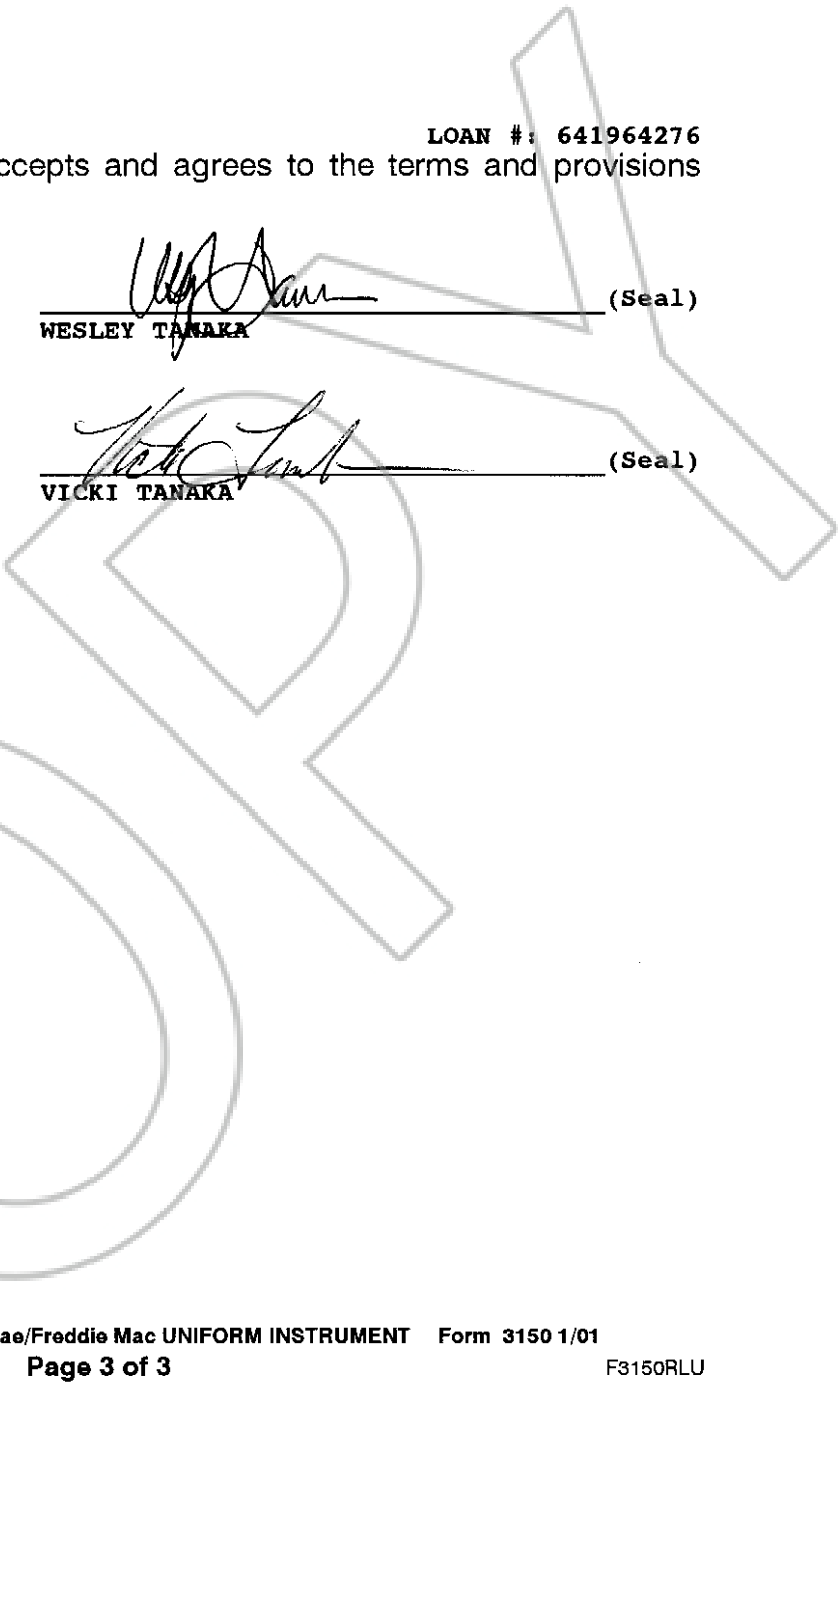 LOAN #: 641964276
ccepts and agrees to the terms and provisions
(Seal)
WESLEY TANAKA
(Seal)
VICKI TANAKA
ae/Freddie Mac UNIFORM INSTRUMENT Form 3150 1/01
Page 3 of 3
F3150RLU